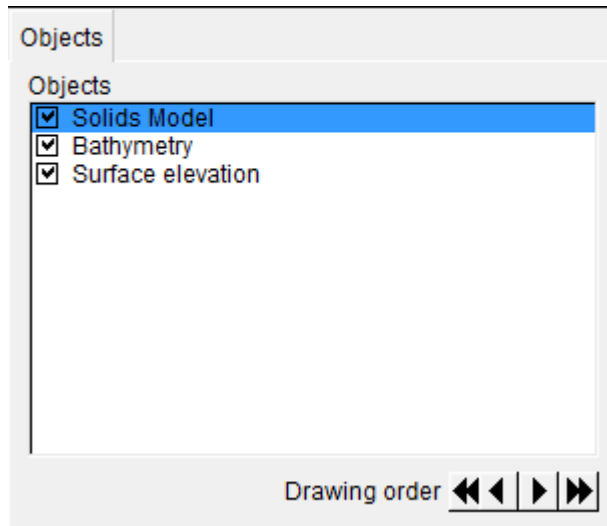 Objects
Objects
Solids Model
Bathymetry
Surface elevation
Drawing order